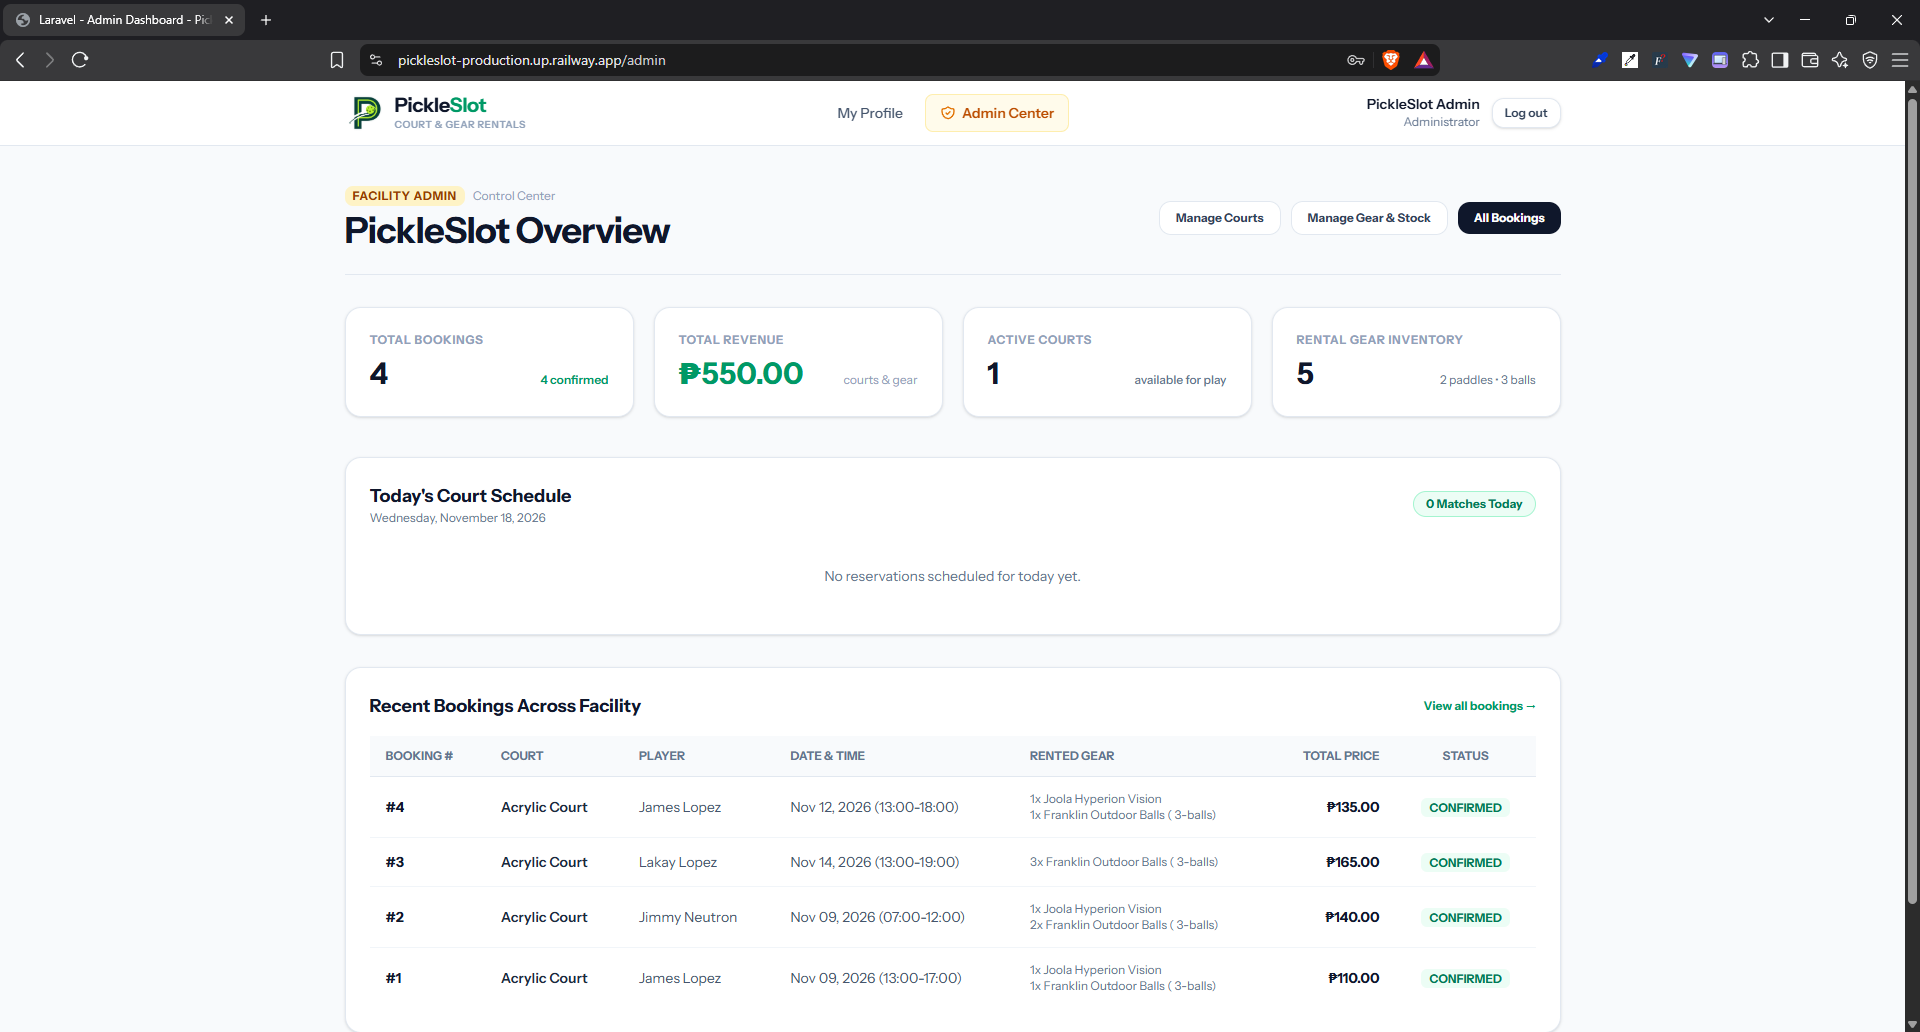 Laravel - Admin Dashboard - Pic
pickleslot-production.up.railway.app/admin
PickleSlot
COURT & GEAR RENTALS
My Profile
Admin Center
PickleSlot Admin
Administrator
Log out
FACILITY ADMIN Control Center
PickleSlot Overview
Manage Courts
Manage Gear & Stock
All Bookings
TOTAL BOOKINGS
4
4 confirmed
TOTAL REVENUE
₱550.00
courts & gear
ACTIVE COURTS
1
available for play
RENTAL GEAR INVENTORY
5
2 paddles • 3 balls
Today's Court Schedule
Wednesday, November 18, 2026
0 Matches Today
No reservations scheduled for today yet.
Recent Bookings Across Facility
View all bookings →
BOOKING # COURT PLAYER DATE & TIME RENTED GEAR TOTAL PRICE STATUS
#4 Acrylic Court James Lopez Nov 12, 2026 (13:00-18:00) 1x Joola Hyperion Vision
1x Franklin Outdoor Balls ( 3-balls) ₱135.00 CONFIRMED
#3 Acrylic Court Lakay Lopez Nov 14, 2026 (13:00-19:00) 3x Franklin Outdoor Balls ( 3-balls) ₱165.00 CONFIRMED
#2 Acrylic Court Jimmy Neutron Nov 09, 2026 (07:00-12:00) 1x Joola Hyperion Vision
2x Franklin Outdoor Balls ( 3-balls) ₱140.00 CONFIRMED
#1 Acrylic Court James Lopez Nov 09, 2026 (13:00-17:00) 1x Joola Hyperion Vision
1x Franklin Outdoor Balls ( 3-balls) ₱110.00 CONFIRMED